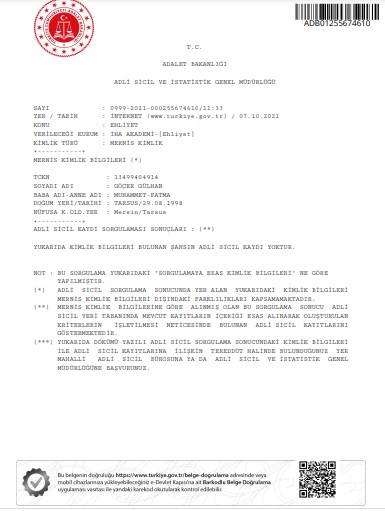 ADB01255674610
T.C.
ADALET BAKANLIĞI
ADLİ SİCİL VE İSTATİSTİK GENEL MÜDÜRLÜĞÜ
SAYI : 0999-2021-000255674610/11:33
YER / TARİH : İNTERNET (www.turkiye.gov.tr) / 07.10.2021
KONU : EHLİYET
VERİLECEĞİ KURUM : İHA AKADEMİ-[Ehliyet]
KİMLİK TÜRÜ : MERNİS KİMLİK
+-----------+
MERNİS KİMLİK BİLGİLERİ (*)
TCKN : 13499404914
SOYADI ADI : GÖÇER GÜLHAN
BABA ADI-ANNE ADI : MUHAMMET-FATMA
DOĞUM YERİ/TARİHİ : TARSUS/29.08.1998
NÜFUSA K.OLD.YER : Mersin/Tarsus
+-----------+
ADLİ SİCİL KAYDI SORGULAMASI SONUÇLARI : (**)
YUKARIDA KİMLİK BİLGİLERİ BULUNAN ŞAHSIN ADLİ SİCİL KAYDI YOKTUR.
NOT : BU SORGULAMA YUKARIDAKİ 'SORGULAMAYA ESAS KİMLİK BİLGİLERİ' NE GÖRE
YAPILMIŞTIR.
(*) ADLİ SİCİL SORGULAMA SONUCUNDA YER ALAN YUKARIDAKİ KİMLİK BİLGİLERİ
MERNİS KİMLİK BİLGİLERİ DIŞINDAKİ FARKLILIKLARI KAPSAMAMAKTADIR.
(**) MERNİS KİMLİK BİLGİLERİNE GÖRE ALINMIŞ OLAN BU SORGULAMA SONUCU ADLİ
SİCİL VERİ TABANINDA MEVCUT KAYITLARIN İÇERİĞİ ESAS ALINARAK OLUŞTURULAN
KRİTERLERİN İŞLETİLMESİ NETİCESİNDE BULUNAN ADLİ SİCİL KAYITLARINI
GÖSTERMEKTEDİR.
(***) YUKARIDA DÖKÜMÜ YAZILI ADLİ SİCİL SORGULAMA SONUCUNDAKİ KİMLİK BİLGİLERİ
İLE ADLİ SİCİL KAYITLARINA İLİŞKİN TEREDDÜT HALİNDE BULUNDUĞUNUZ YER
MAHALLİ ADLİ SİCİL BÜROSUNA YA DA ADLİ SİCİL VE İSTATİSTİK GENEL
MÜDÜRLÜĞÜNE BAŞVURUNUZ.
Bu belgenin doğruluğu https://www.turkiye.gov.tr/belge-dogrulama adresinde veya
mobil cihazlarınıza yükleyebileceğiniz e-Devlet Kapısı'na ait Barkodlu Belge Doğrulama
uygulaması vasıtası ile yandaki karekod okutularak kontrol edilebilir.